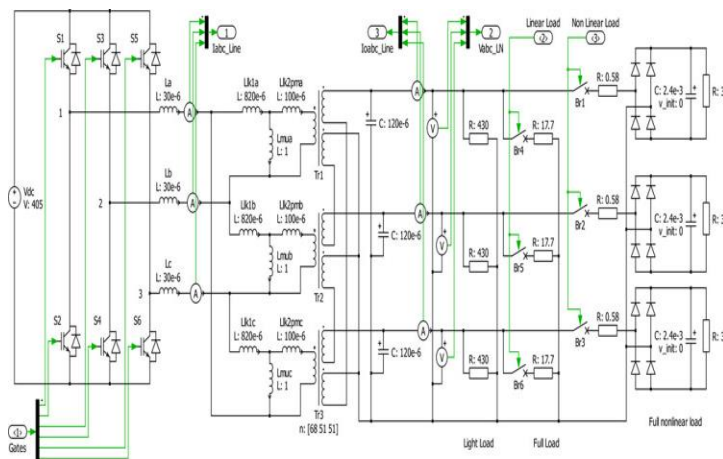 S1
S3
S5
1
Iabc_Line
3
Ioabc_Line
2
Vabc_LN
Linear Load
Non Linear Load
La
L: 30e-6
Lk1a
L: 820e-6
Lk2pma
L: 100e-6
Br1
R: 0.58
C: 2.4e-3
v_init: 0
1
A
A
C: 120e-6
V
R: 430
Br4
R: 17.7
Lmua
L: 1
Tr1
Vdc
V: 405
Lb
L: 30e-6
2
A
Lk1b
L: 820e-6
Lk2pmb
L: 100e-6
A
Br2
R: 0.58
C: 2.4e-3
v_init: 0
Lmub
L: 1
Tr2
C: 120e-6
V
R: 430
Br5
R: 17.7
Lc
L: 30e-6
3
A
S2
S4
S6
Lk1c
L: 820e-6
Lk2pmc
L: 100e-6
A
Br3
R: 0.58
C: 2.4e-3
v_init: 0
Lmuc
L: 1
Tr3
C: 120e-6
V
R: 430
Br6
R: 17.7
n: [68 51 51]
Gates
Light Load
Full Load
Full nonlinear load